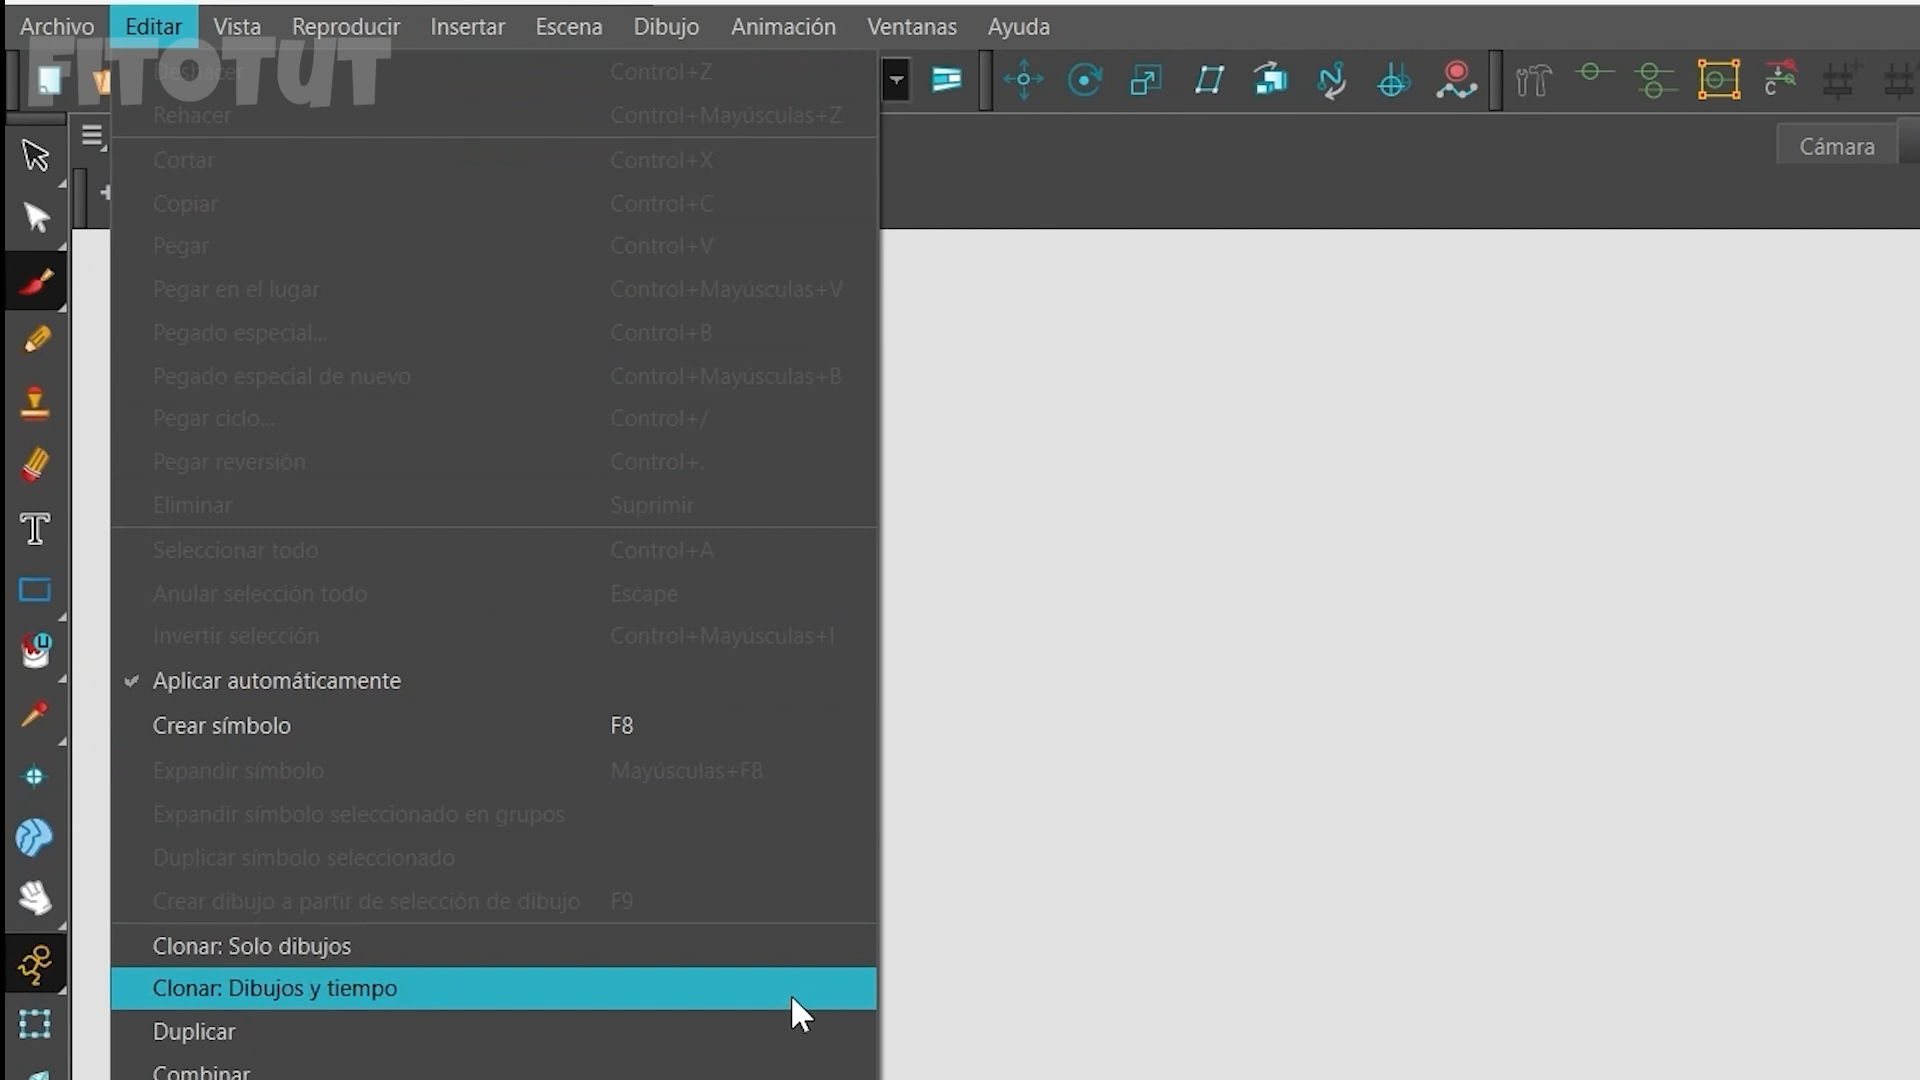 Archivo Editar Vista Reproducir Insertar Escena Dibujo Animación Ventanas Ayuda
FITOTUT
Deshacer Control+Z
Rehacer Control+Mayúsculas+Z
Cortar Control+X
Cámara
Copiar Control+C
Pegar Control+V
Pegar en el lugar Control+Mayúsculas+V
Pegado especial... Control+B
Pegado especial de nuevo Control+Mayúsculas+B
Pegar ciclo... Control+/
Pegar reversión Control+.
Eliminar Suprimir
Seleccionar todo Control+A
Anular selección todo Escape
Invertir selección Control+Mayúsculas+I
Aplicar automáticamente
Crear símbolo F8
Expandir símbolo Mayúsculas+F8
Expandir símbolo seleccionado en grupos
Duplicar símbolo seleccionado
Crear dibujo a partir de selección de dibujo F9
Clonar: Solo dibujos
Clonar: Dibujos y tiempo
Duplicar
Combinar